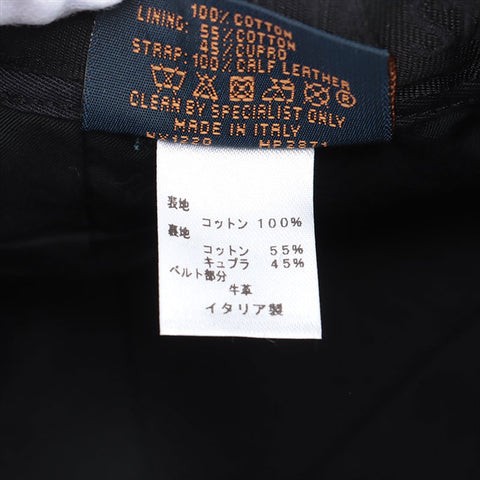 100% COTTON
LINING: 55% COTTON
45% CUPRO
STRAP: 100% CALF LEATHER
CLEAN BY SPECIALIST ONLY
MADE IN ITALY
表地
コットン 100%
裏地
コットン 55%
キュプラ 45%
ベルト部分
牛革
イタリア製